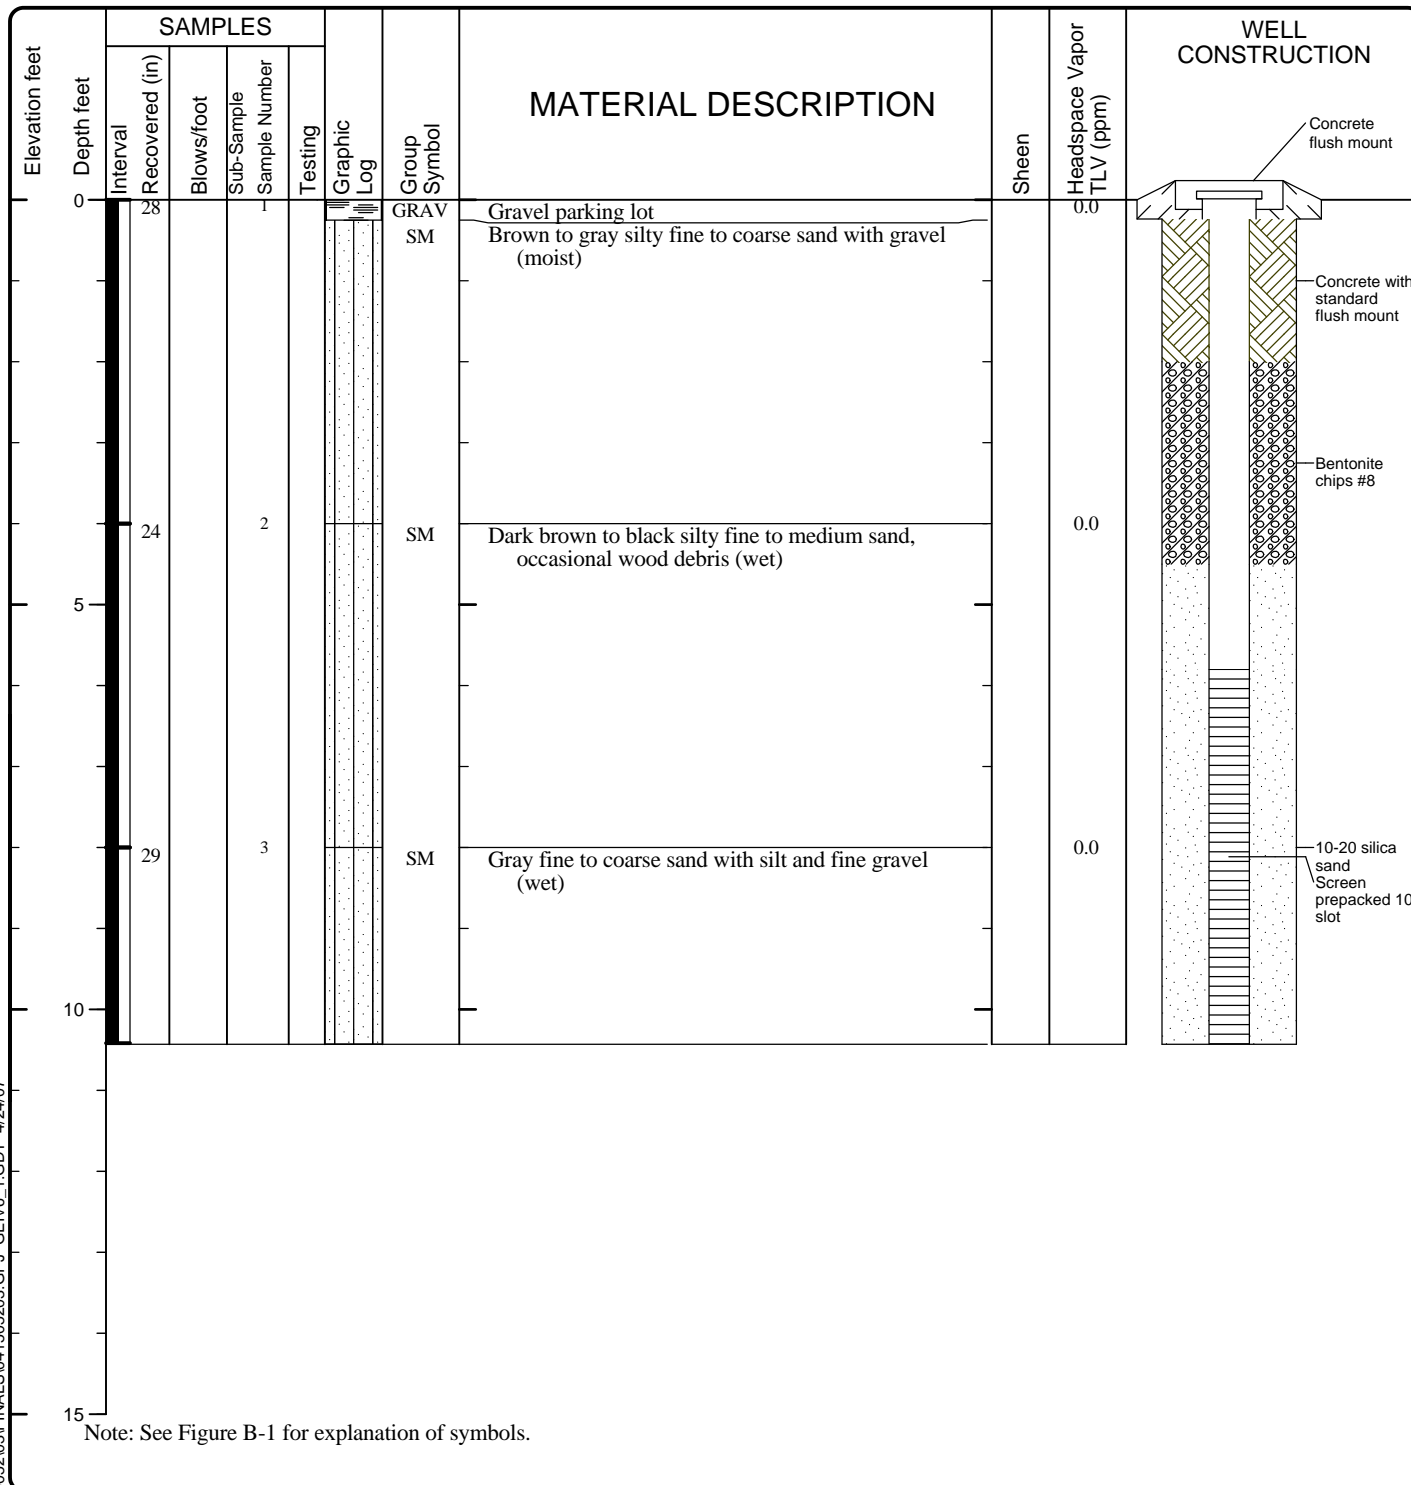 SAMPLES
Elevation feet
Depth feet
Interval
Recovered (in)
Blows/foot
Sub-Sample
Sample Number
Testing
Graphic
Log
Group
Symbol
MATERIAL DESCRIPTION
Sheen
Headspace Vapor
TLV (ppm)
WELL
CONSTRUCTION
Concrete
flush mount
0
28
1
GRAV
Gravel parking lot
0.0
SM
Brown to gray silty fine to coarse sand with gravel
(moist)
Concrete with
standard
flush mount
Bentonite
chips #8
24
2
SM
Dark brown to black silty fine to medium sand,
occasional wood debris (wet)
0.0
5
29
3
SM
Gray fine to coarse sand with silt and fine gravel
(wet)
0.0
10-20 silica
sand
Screen
prepacked 10
slot
10
15
Note: See Figure B-1 for explanation of symbols.